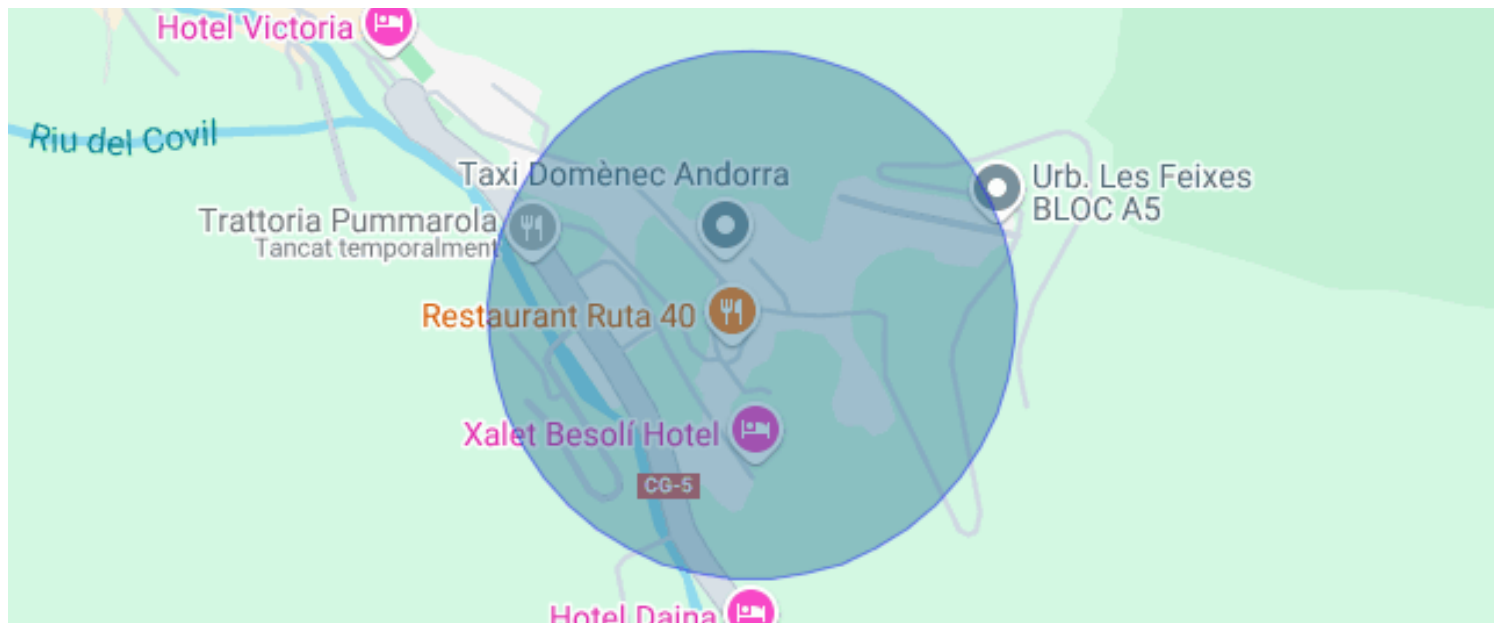 Hotel Victoria
Riu del Covil
Taxi Domènec Andorra
Urb. Les Feixes
BLOC A5
Trattoria Pummarola
Tancat temporalment
Restaurant Ruta 40
Xalet Besolí Hotel
CG-5
Hotel Daina